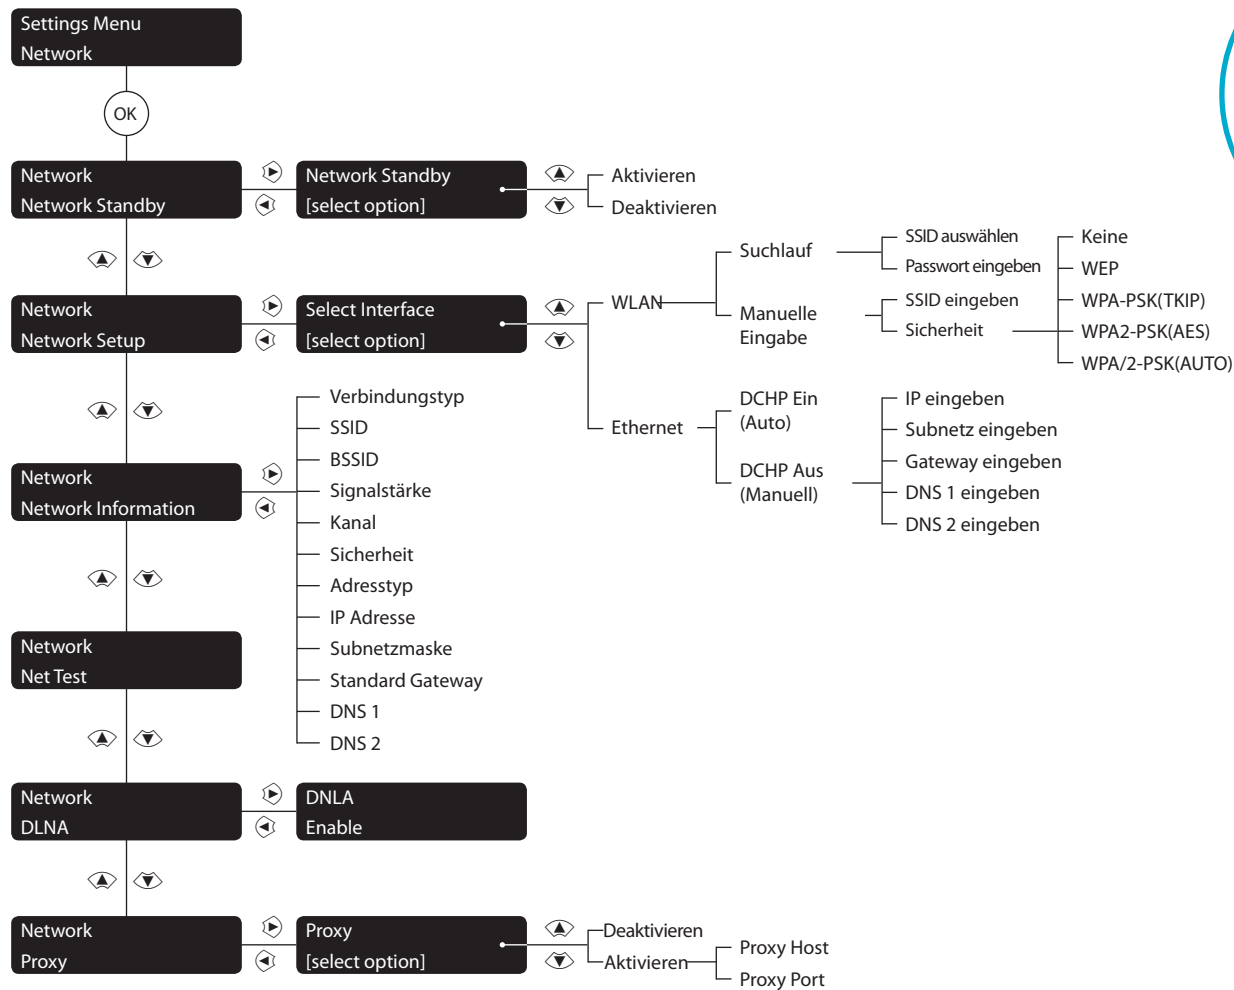 Settings Menu
Network
OK
Network
Network Standby
Network Standby
[select option]
Aktivieren
Deaktivieren
Network
Network Setup
Select Interface
[select option]
WLAN
Suchlauf
SSID auswählen
Passwort eingeben
Manuelle
Eingabe
SSID eingeben
Sicherheit
Keine
WEP
WPA-PSK(TKIP)
WPA2-PSK(AES)
WPA/2-PSK(AUTO)
Ethernet
DCHP Ein
(Auto)
DCHP Aus
(Manuell)
IP eingeben
Subnetz eingeben
Gateway eingeben
DNS 1 eingeben
DNS 2 eingeben
Network
Network Information
Verbindungstyp
SSID
BSSID
Signalstärke
Kanal
Sicherheit
Adresstyp
IP Adresse
Subnetzmaske
Standard Gateway
DNS 1
DNS 2
Network
Net Test
Network
DLNA
DNLA
Enable
Network
Proxy
Proxy
[select option]
Deaktivieren
Aktivieren
Proxy Host
Proxy Port